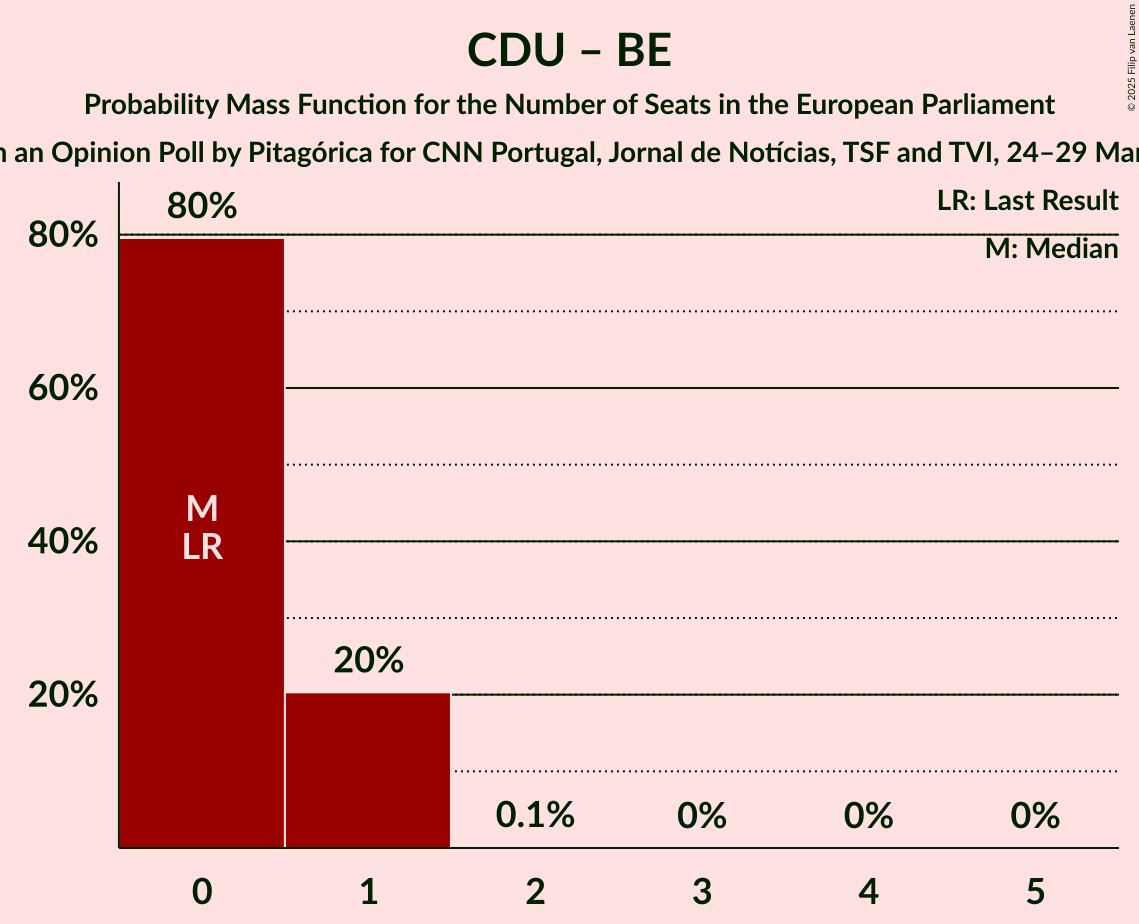 CDU – BE
Probability Mass Function for the Number of Seats in the European Parliament
an Opinion Poll by Pitagórica for CNN Portugal, Jornal de Notícias, TSF and TVI, 24–29
© 2025 Filip van Laenen
LR: Last Result
M: Median
80%
60%
40%
20%
80%
M
LR
20%
0.1%
0%
0%
0%
0
1
2
3
4
5